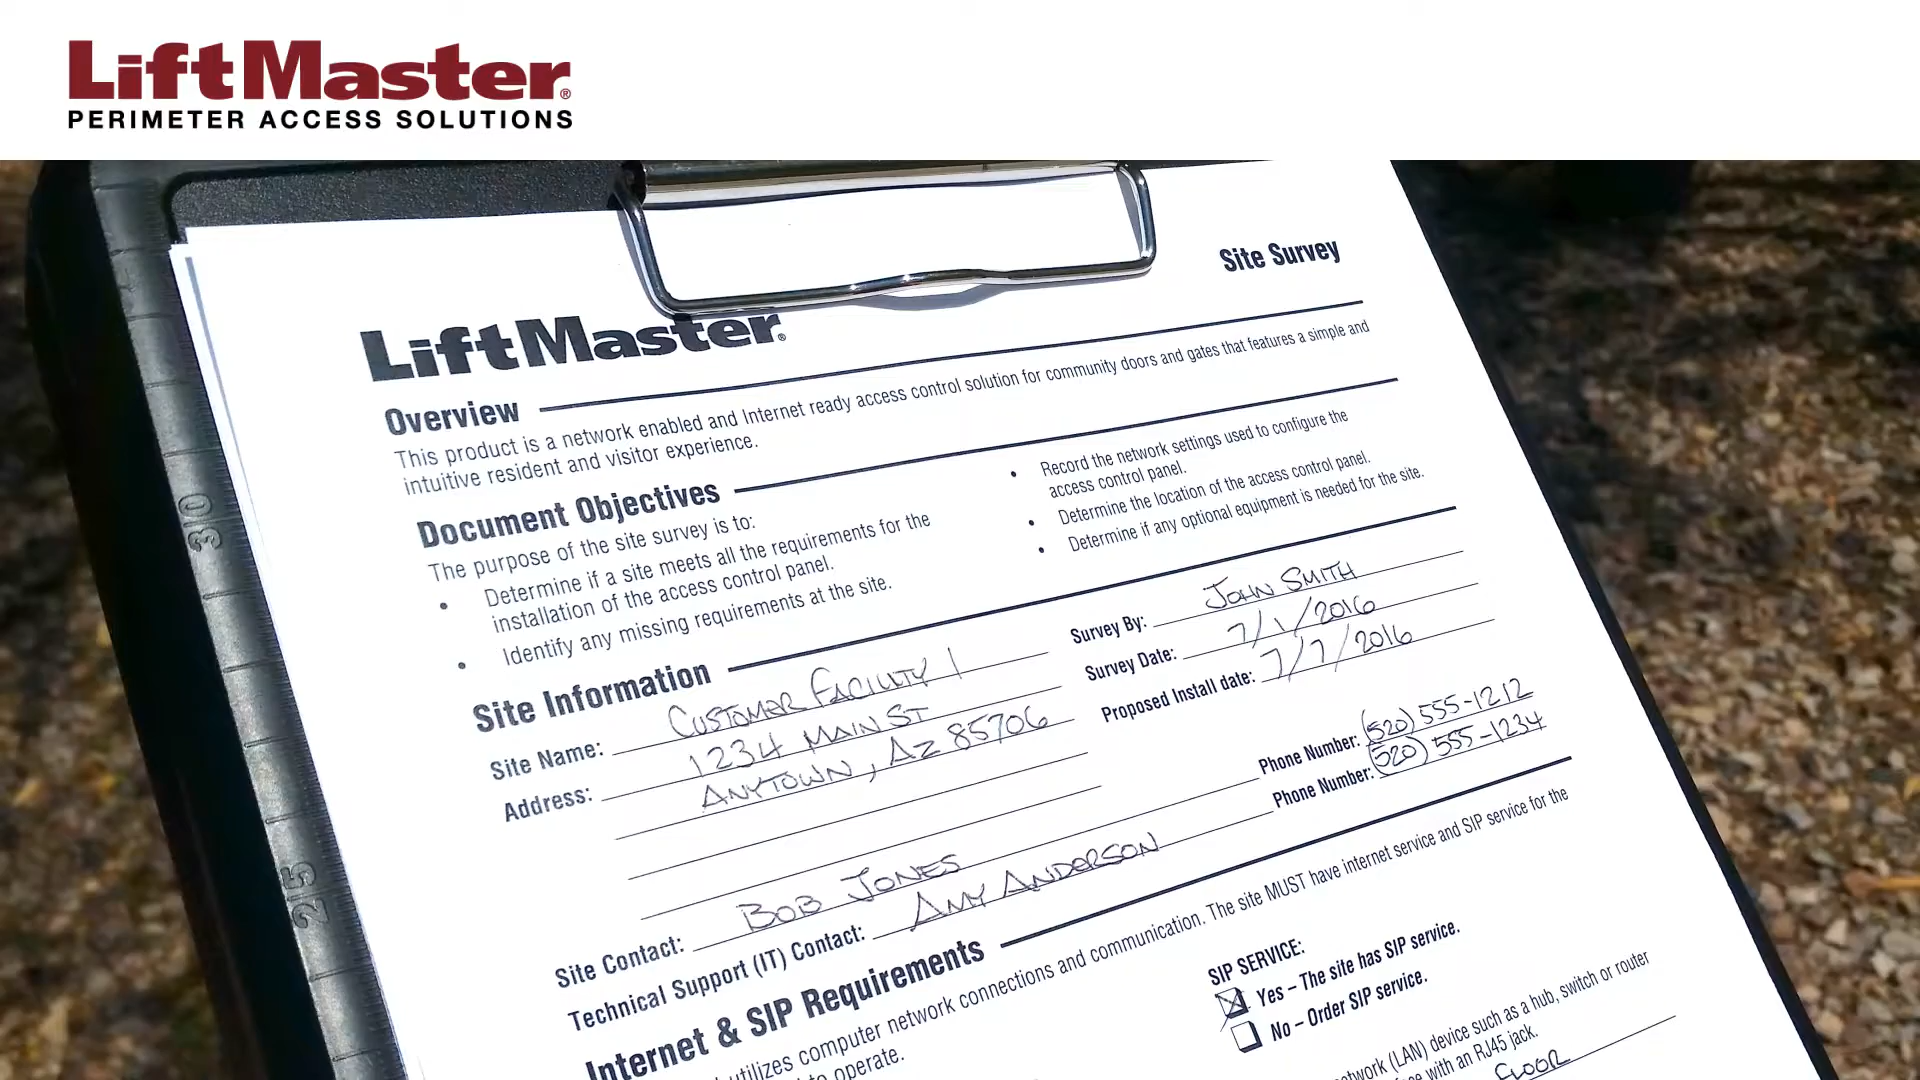 LiftMaster®
PERIMETER ACCESS SOLUTIONS
Site Survey
LiftMaster®
Overview
This product is a network enabled and Internet ready access control solution for community doors and gates that features a simple and
intuitive resident and visitor experience.
Document Objectives
The purpose of the site survey is to:
• Determine if a site meets all the requirements for the
installation of the access control panel.
• Identify any missing requirements at the site.
• Record the network settings used to configure the
access control panel.
• Determine the location of the access control panel.
• Determine if any optional equipment is needed for the site.
Site Information
Site Name: CUSTOMER FACILITY 1
Address: 1234 MAIN ST
ANYTOWN, AZ 85706
Survey By: JOHN SMITH
Survey Date: 7/1/2016
Proposed Install date: 7/7/2016
Site Contact: BOB JONES
Phone Number: (520) 555-1212
Technical Support (IT) Contact: AMY ANDERSON
Phone Number: (520) 555-1234
Internet & SIP Requirements
utilizes computer network connections and communication. The site MUST have internet service and SIP service for the
to operate.
SIP SERVICE:
Yes – The site has SIP service.
No – Order SIP service.
network (LAN) device such as a hub, switch or router
with an RJ45 jack.
30
25